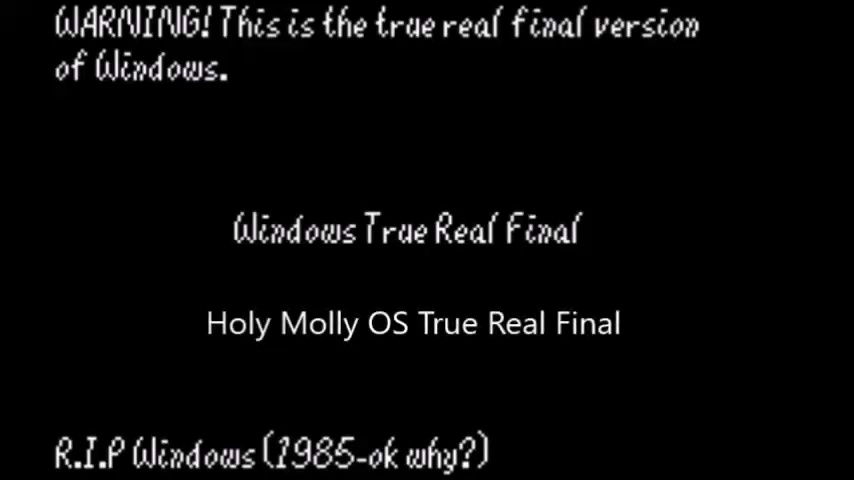 WARNING! This is the true real final version
of Windows.
Windows True Real Final
Holy Molly OS True Real Final
R.I.P Windows (1985-ok why?)